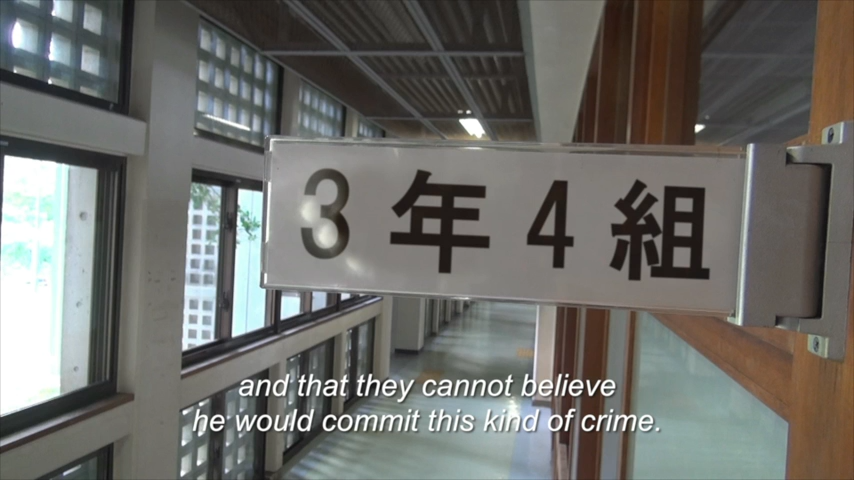 3年4組
and that they cannot believe
he would commit this kind of crime.